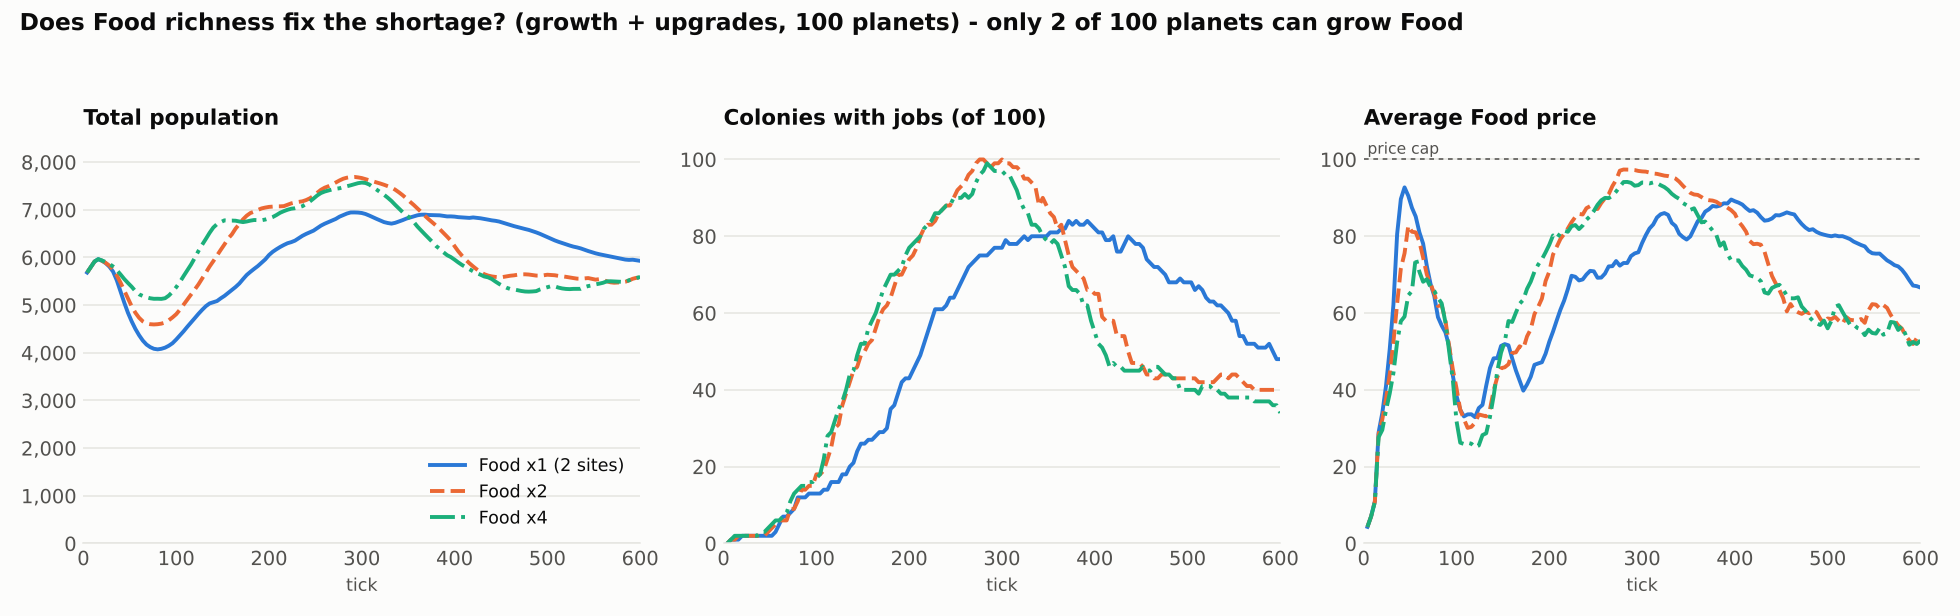 Does Food richness fix the shortage? (growth + upgrades, 100 planets) - only 2 of 100 planets can grow Food
Total population
8,000
7,000
6,000
5,000
4,000
3,000
2,000
1,000
0
0 100 200 300 400 500 600
tick
Food x1 (2 sites)
Food x2
Food x4
Colonies with jobs (of 100)
100
80
60
40
20
0
0 100 200 300 400 500 600
tick
Average Food price
price cap
100
80
60
40
20
0
0 100 200 300 400 500 600
tick